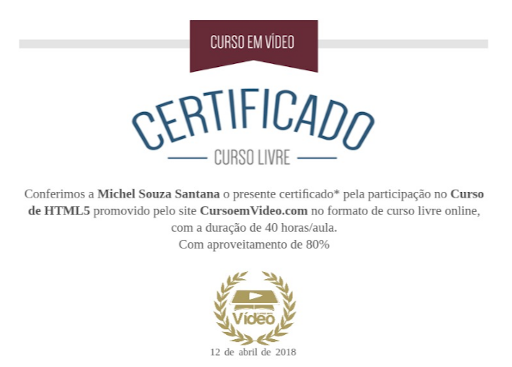 CURSO EM VÍDEO
CERTIFICADO
CURSO LIVRE
Conferimos a Michel Souza Santana o presente certificado* pela participação no Curso
de HTML5 promovido pelo site CursoemVideo.com no formato de curso livre online,
com a duração de 40 horas/aula.
Com aproveitamento de 80%
Vídeo
12 de abril de 2018